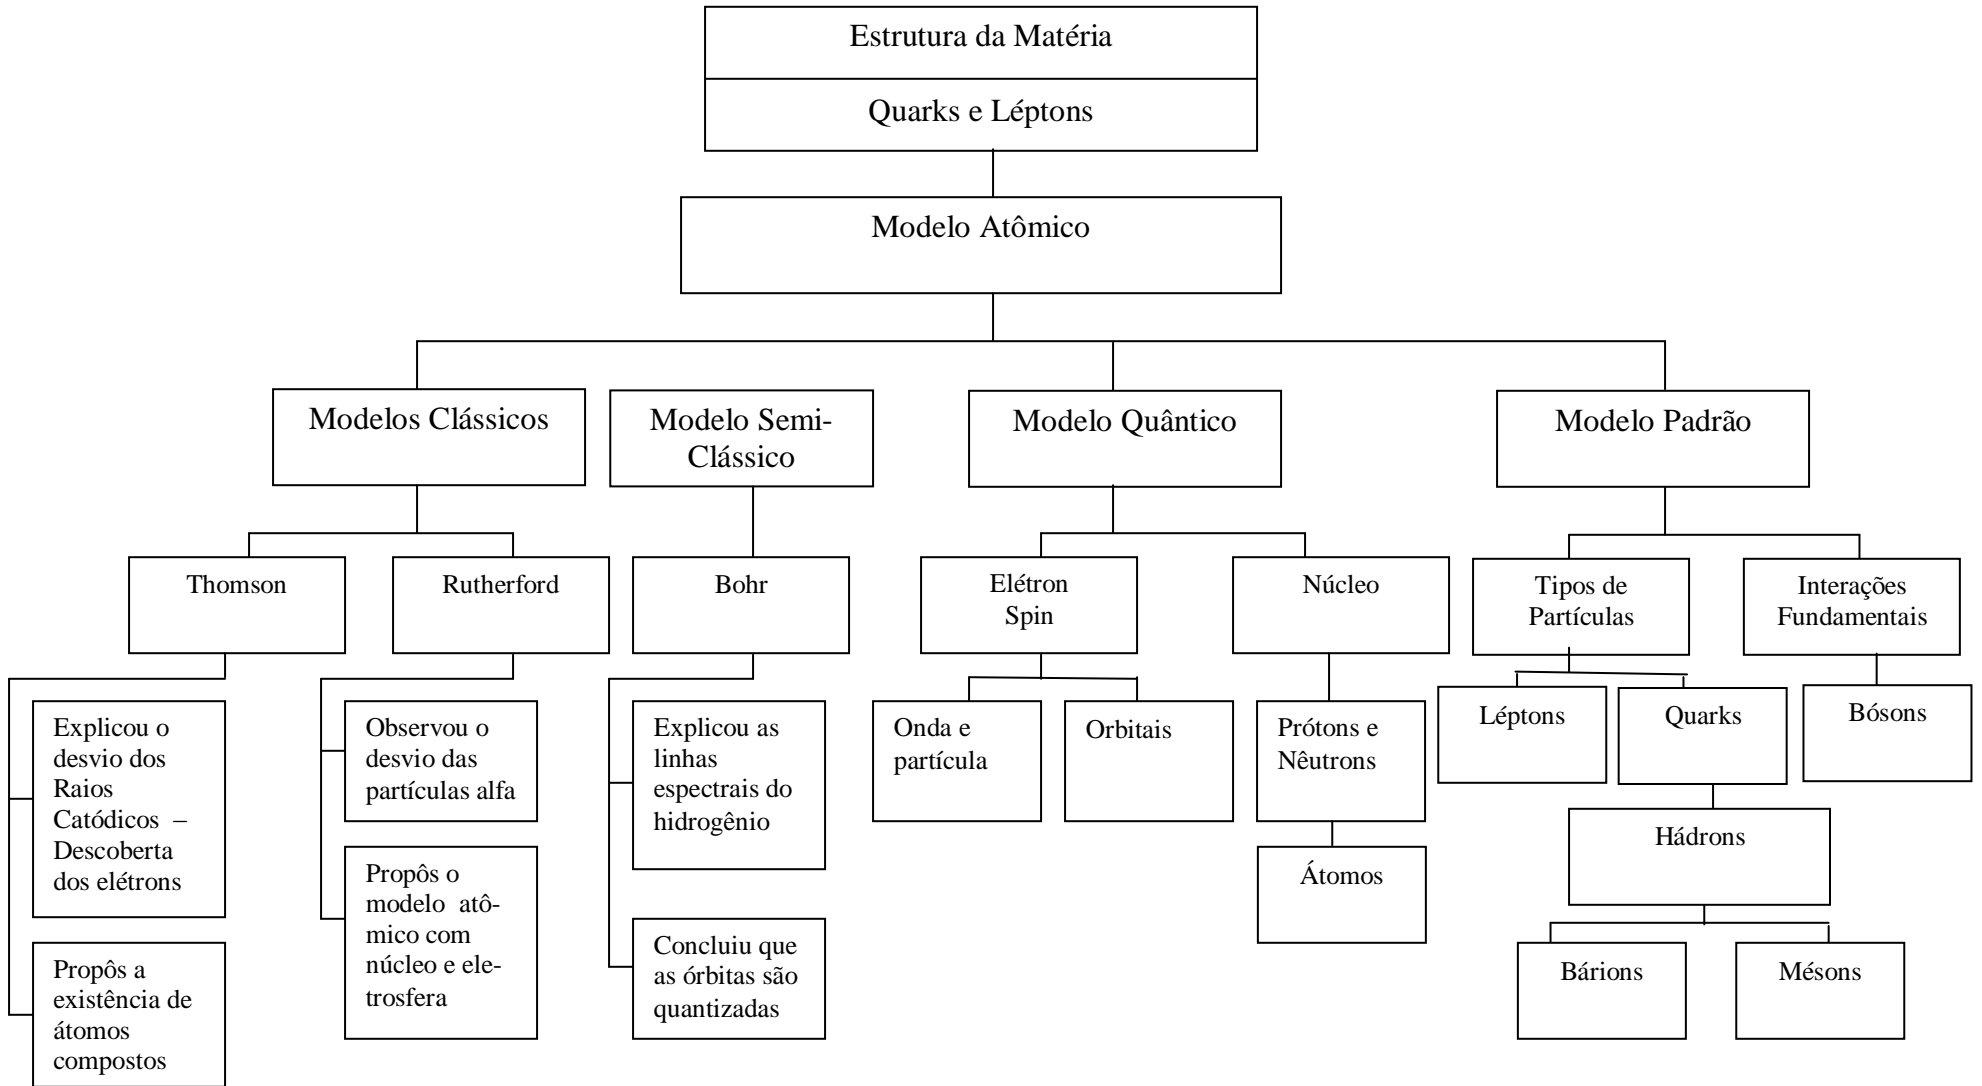 Estrutura da Matéria
Quarks e Léptons
Modelo Atômico
Modelos Clássicos
Modelo Semi-
Clássico
Modelo Quântico
Modelo Padrão
Thomson
Rutherford
Bohr
Elétron
Spin
Núcleo
Tipos de
Partículas
Interações
Fundamentais
Explicou o
desvio dos
Raios
Catódicos –
Descoberta
dos elétrons
Propôs a
existência de
átomos
compostos
Observou o
desvio das
partículas alfa
Propôs o
modelo atô-
mico com
núcleo e ele-
trosfera
Explicou as
linhas
espectrais do
hidrogênio
Concluiu que
as órbitas são
quantizadas
Onda e
partícula
Orbitais
Prótons e
Nêutrons
Átomos
Léptons
Quarks
Bósons
Hádrons
Bárions
Mésons